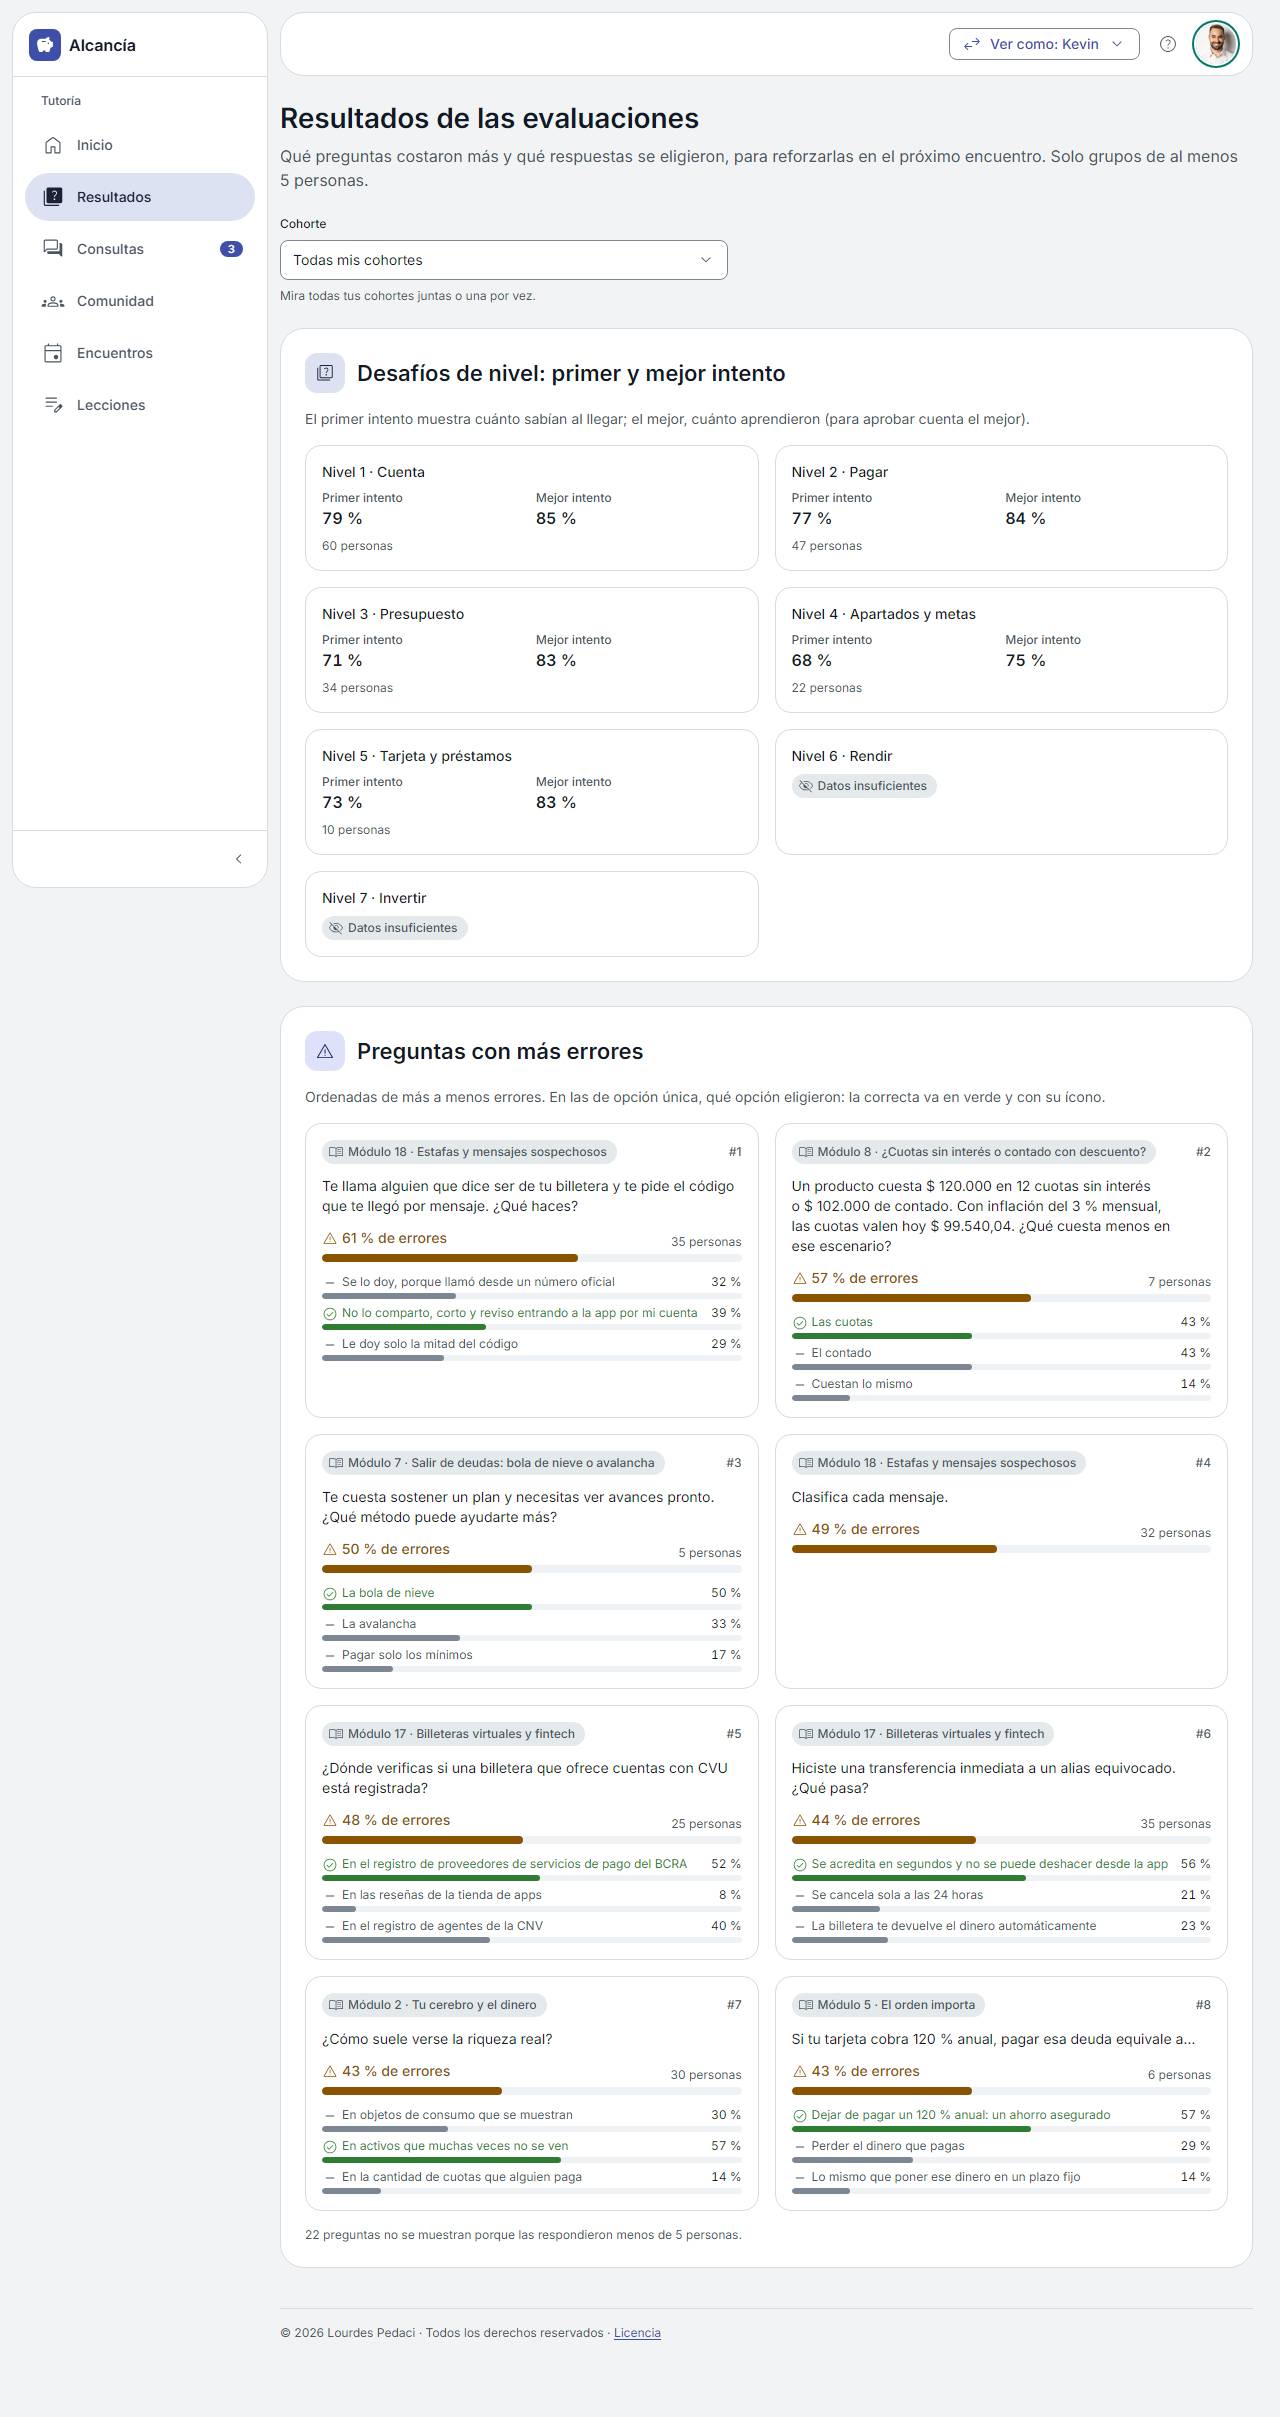 Alcancía
Ver como: Kevin
Tutoría
Inicio
Resultados
Consultas 3
Comunidad
Encuentros
Lecciones
Resultados de las evaluaciones
Qué preguntas costaron más y qué respuestas se eligieron, para reforzarlas en el próximo encuentro. Solo grupos de al menos
5 personas.
Cohorte
Todas mis cohortes
Mira todas tus cohortes juntas o una por vez.
Desafíos de nivel: primer y mejor intento
El primer intento muestra cuánto sabían al llegar; el mejor, cuánto aprendieron (para aprobar cuenta el mejor).
Nivel 1 · Cuenta
Primer intento Mejor intento
79 % 85 %
60 personas
Nivel 2 · Pagar
Primer intento Mejor intento
77 % 84 %
47 personas
Nivel 3 · Presupuesto
Primer intento Mejor intento
71 % 83 %
34 personas
Nivel 4 · Apartados y metas
Primer intento Mejor intento
68 % 75 %
22 personas
Nivel 5 · Tarjeta y préstamos
Primer intento Mejor intento
73 % 83 %
10 personas
Nivel 6 · Rendir
Datos insuficientes
Nivel 7 · Invertir
Datos insuficientes
Preguntas con más errores
Ordenadas de más a menos errores. En las de opción única, qué opción eligieron: la correcta va en verde y con su ícono.
Módulo 18 · Estafas y mensajes sospechosos #1
Te llama alguien que dice ser de tu billetera y te pide el código
que te llegó por mensaje. ¿Qué haces?
61 % de errores 35 personas
Se lo doy, porque llamó desde un número oficial 32 %
No lo comparto, corto y reviso entrando a la app por mi cuenta 39 %
Le doy solo la mitad del código 29 %
Módulo 8 · ¿Cuotas sin interés o contado con descuento? #2
Un producto cuesta $ 120.000 en 12 cuotas sin interés
o $ 102.000 de contado. Con inflación del 3 % mensual,
las cuotas valen hoy $ 99.540,04. ¿Qué cuesta menos en
ese escenario?
57 % de errores 7 personas
Las cuotas 43 %
El contado 43 %
Cuestan lo mismo 14 %
Módulo 7 · Salir de deudas: bola de nieve o avalancha #3
Te cuesta sostener un plan y necesitas ver avances pronto.
¿Qué método puede ayudarte más?
50 % de errores 5 personas
La bola de nieve 50 %
La avalancha 33 %
Pagar solo los mínimos 17 %
Módulo 18 · Estafas y mensajes sospechosos #4
Clasifica cada mensaje.
49 % de errores 32 personas
Módulo 17 · Billeteras virtuales y fintech #5
¿Dónde verificas si una billetera que ofrece cuentas con CVU
está registrada?
48 % de errores 25 personas
En el registro de proveedores de servicios de pago del BCRA 52 %
En las reseñas de la tienda de apps 8 %
En el registro de agentes de la CNV 40 %
Módulo 17 · Billeteras virtuales y fintech #6
Hiciste una transferencia inmediata a un alias equivocado.
¿Qué pasa?
44 % de errores 35 personas
Se acredita en segundos y no se puede deshacer desde la app 56 %
Se cancela sola a las 24 horas 21 %
La billetera te devuelve el dinero automáticamente 23 %
Módulo 2 · Tu cerebro y el dinero #7
¿Cómo suele verse la riqueza real?
43 % de errores 30 personas
En objetos de consumo que se muestran 30 %
En activos que muchas veces no se ven 57 %
En la cantidad de cuotas que alguien paga 14 %
Módulo 5 · El orden importa #8
Si tu tarjeta cobra 120 % anual, pagar esa deuda equivale a...
43 % de errores 6 personas
Dejar de pagar un 120 % anual: un ahorro asegurado 57 %
Perder el dinero que pagas 29 %
Lo mismo que poner ese dinero en un plazo fijo 14 %
22 preguntas no se muestran porque las respondieron menos de 5 personas.
© 2026 Lourdes Pedaci · Todos los derechos reservados · Licencia